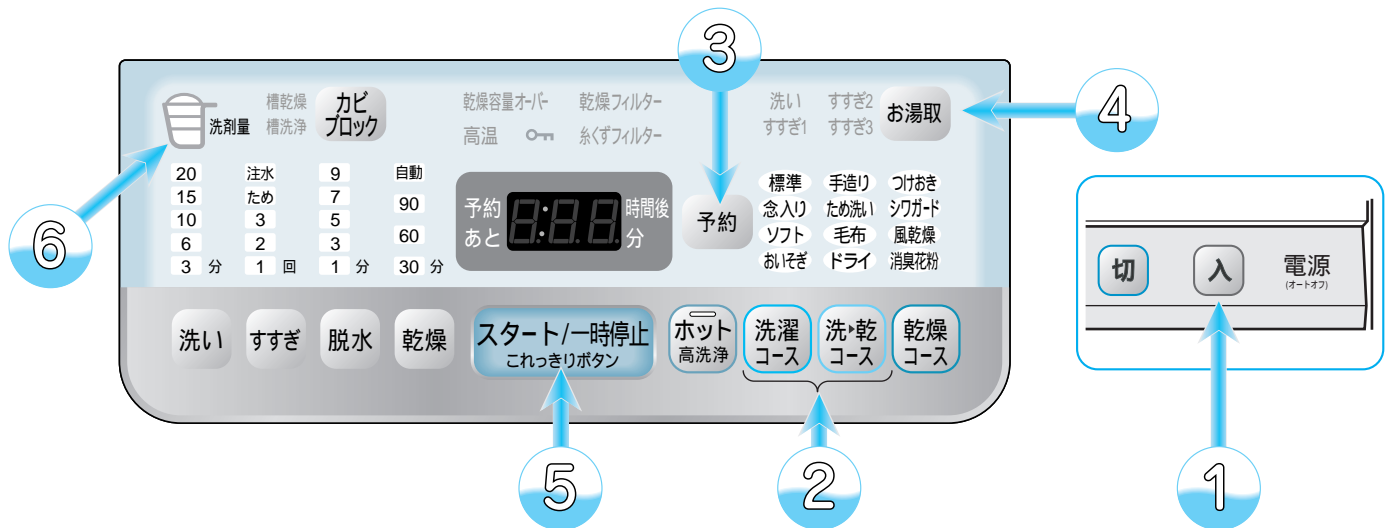 3
4
6
5
2
1
洗剤量
槽乾燥
槽洗浄
カビ
ブロック
乾燥容量オーバー 乾燥フィルター
高温 糸くずフィルター
洗い すすぎ2
すすぎ1 すすぎ3
お湯取
20 注水 9 自動
15 ため 7 90
10 3 5
6 2 3 60
3 分 1 回 1 分 30 分
予約 8:88 時間後
あと 分
予約
標準 手造り つけおき
念入り ため洗い シワガード
ソフト 毛布 風乾燥
おいそぎ ドライ 消臭花粉
洗い
すすぎ
脱水
乾燥
スタート/一時停止
これっきりボタン
ホット
高洗浄
洗濯
コース
洗▸乾
コース
乾燥
コース
切
入
電源
(オートオフ)